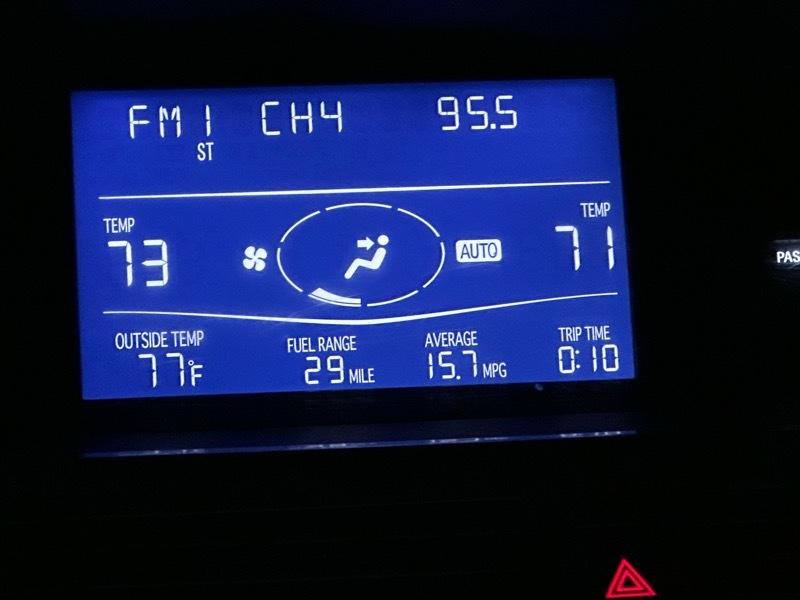 FM1 CH4 95.5
ST
TEMP TEMP
73 AUTO 71
PAS
OUTSIDE TEMP FUEL RANGE AVERAGE TRIP TIME
77°F 29 MILE 15.7 MPG 0:10